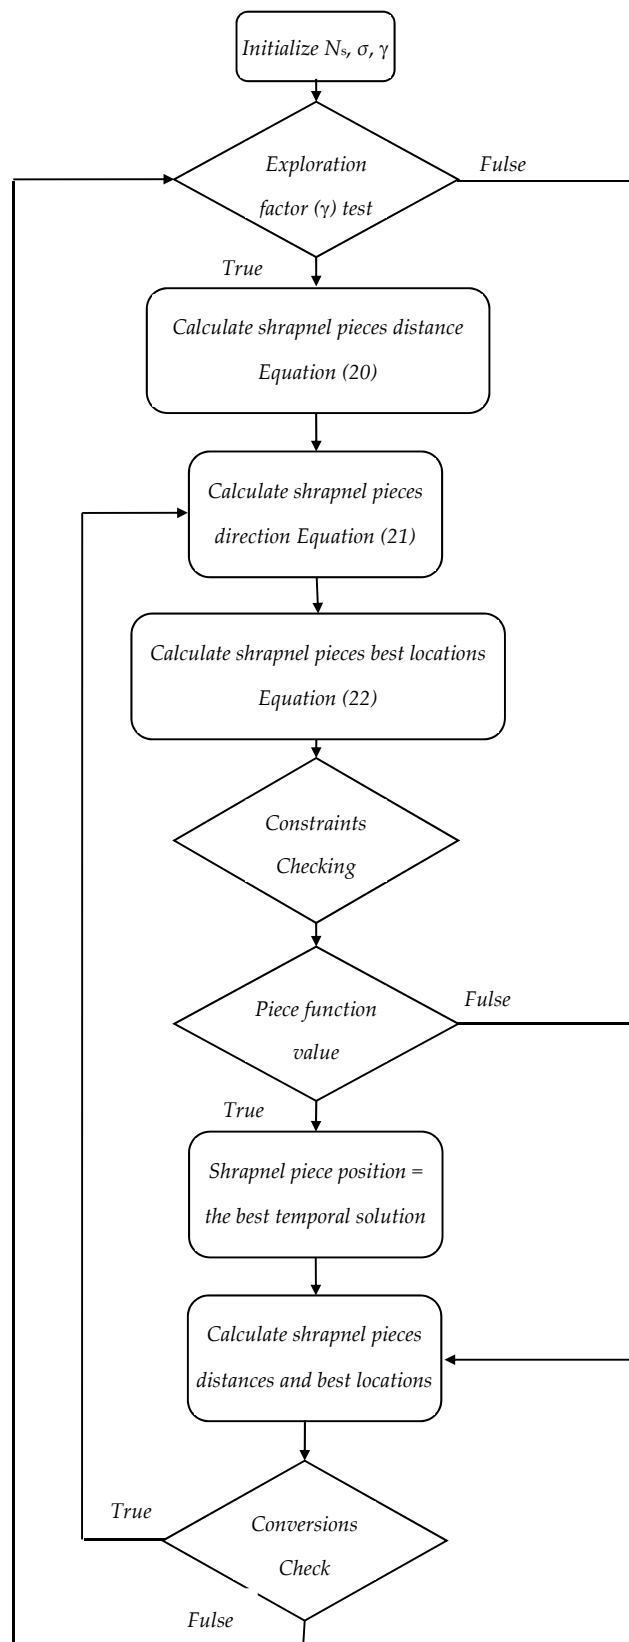 Initialize Ns, σ, γ
Exploration
factor (γ) test
Fulse
True
Calculate shrapnel pieces distance
Equation (20)
Calculate shrapnel pieces
direction Equation (21)
Calculate shrapnel pieces best locations
Equation (22)
Constraints
Checking
Piece function
value
Fulse
True
Shrapnel piece position =
the best temporal solution
Calculate shrapnel pieces
distances and best locations
True
Conversions
Check
Fulse